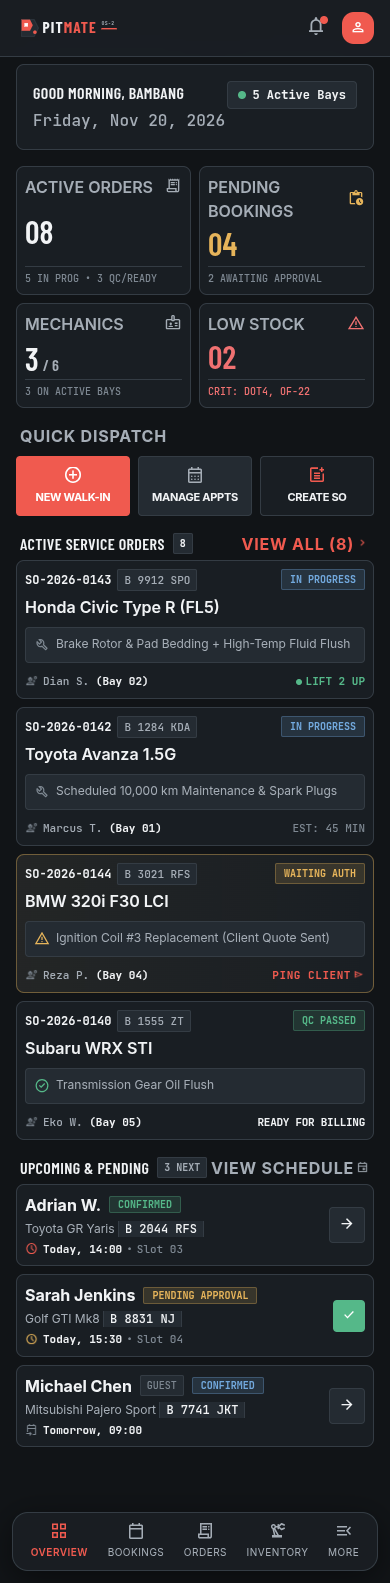 PITMATE OS-2
GOOD MORNING, BAMBANG
5 Active Bays
Friday, Nov 20, 2026
ACTIVE ORDERS
08
5 IN PROG • 3 QC/READY
PENDING
BOOKINGS
04
2 AWAITING APPROVAL
MECHANICS
3 / 6
3 ON ACTIVE BAYS
LOW STOCK
02
CRIT: DOT4, OF-22
QUICK DISPATCH
NEW WALK-IN
MANAGE APPTS
CREATE SO
ACTIVE SERVICE ORDERS 8 VIEW ALL (8)
SO-2026-0143 B 9912 SPO IN PROGRESS
Honda Civic Type R (FL5)
Brake Rotor & Pad Bedding + High-Temp Fluid Flush
Dian S. (Bay 02) LIFT 2 UP
SO-2026-0142 B 1284 KDA IN PROGRESS
Toyota Avanza 1.5G
Scheduled 10,000 km Maintenance & Spark Plugs
Marcus T. (Bay 01) EST: 45 MIN
SO-2026-0144 B 3021 RFS WAITING AUTH
BMW 320i F30 LCI
Ignition Coil #3 Replacement (Client Quote Sent)
Reza P. (Bay 04) PING CLIENT
SO-2026-0140 B 1555 ZT QC PASSED
Subaru WRX STI
Transmission Gear Oil Flush
Eko W. (Bay 05) READY FOR BILLING
UPCOMING & PENDING 3 NEXT VIEW SCHEDULE
Adrian W. CONFIRMED
Toyota GR Yaris B 2044 RFS
Today, 14:00 • Slot 03
Sarah Jenkins PENDING APPROVAL
Golf GTI Mk8 B 8831 NJ
Today, 15:30 • Slot 04
Michael Chen GUEST CONFIRMED
Mitsubishi Pajero Sport B 7741 JKT
Tomorrow, 09:00
OVERVIEW BOOKINGS ORDERS INVENTORY MORE